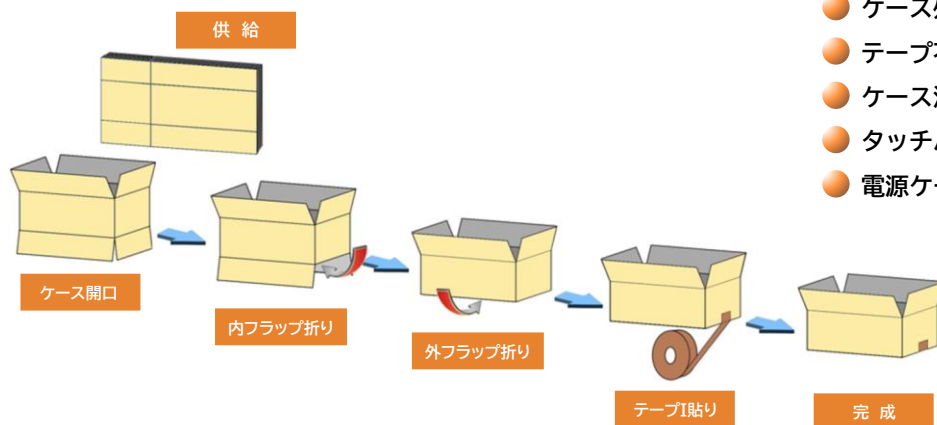 供 給
ケース
テープ
ケース
タッチ
電源ケー
ケース開口
内フラップ折り
外フラップ折り
テープI貼り
完 成